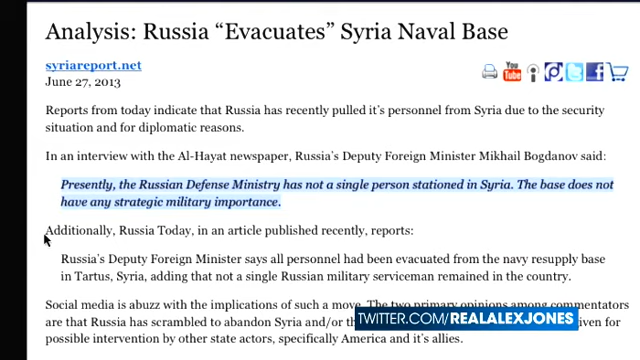 Analysis: Russia “Evacuates” Syria Naval Base
syriareport.net
June 27, 2013
You
Tube
Reports from today indicate that Russia has recently pulled it's personnel from Syria due to the security
situation and for diplomatic reasons.
In an interview with the Al-Hayat newspaper, Russia's Deputy Foreign Minister Mikhail Bogdanov said:
Presently, the Russian Defense Ministry has not a single person stationed in Syria. The base does not
have any strategic military importance.
Additionally, Russia Today, in an article published recently, reports:
Russia's Deputy Foreign Minister says all personnel had been evacuated from the navy resupply base
in Tartus, Syria, adding that not a single Russian military serviceman remained in the country.
Social media is abuzz with the implications of such a move. The two primary opinions among commentators
are that Russia has scrambled to abandon Syria and/or
TWITTER.COM/REALALEXJONES
possible intervention by other state actors, specifically America and it's allies.